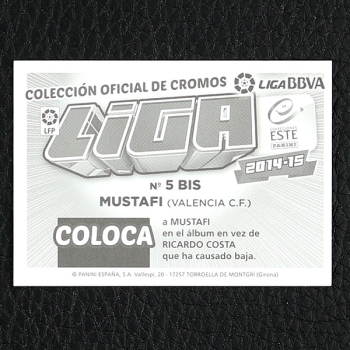 COLECCIÓN OFICIAL DE CROMOS
LIGA BBVA
LFP
LiGA
ESTE
PANINI
2014-15
Nº 5 BIS
MUSTAFI (VALENCIA C.F.)
COLOCA
a MUSTAFI
en el álbum en vez de
RICARDO COSTA
que ha causado baja.
© PANINI ESPAÑA, S.A. Vallespí, 20 - 17257 TORROELLA DE MONTGRÍ (Girona)